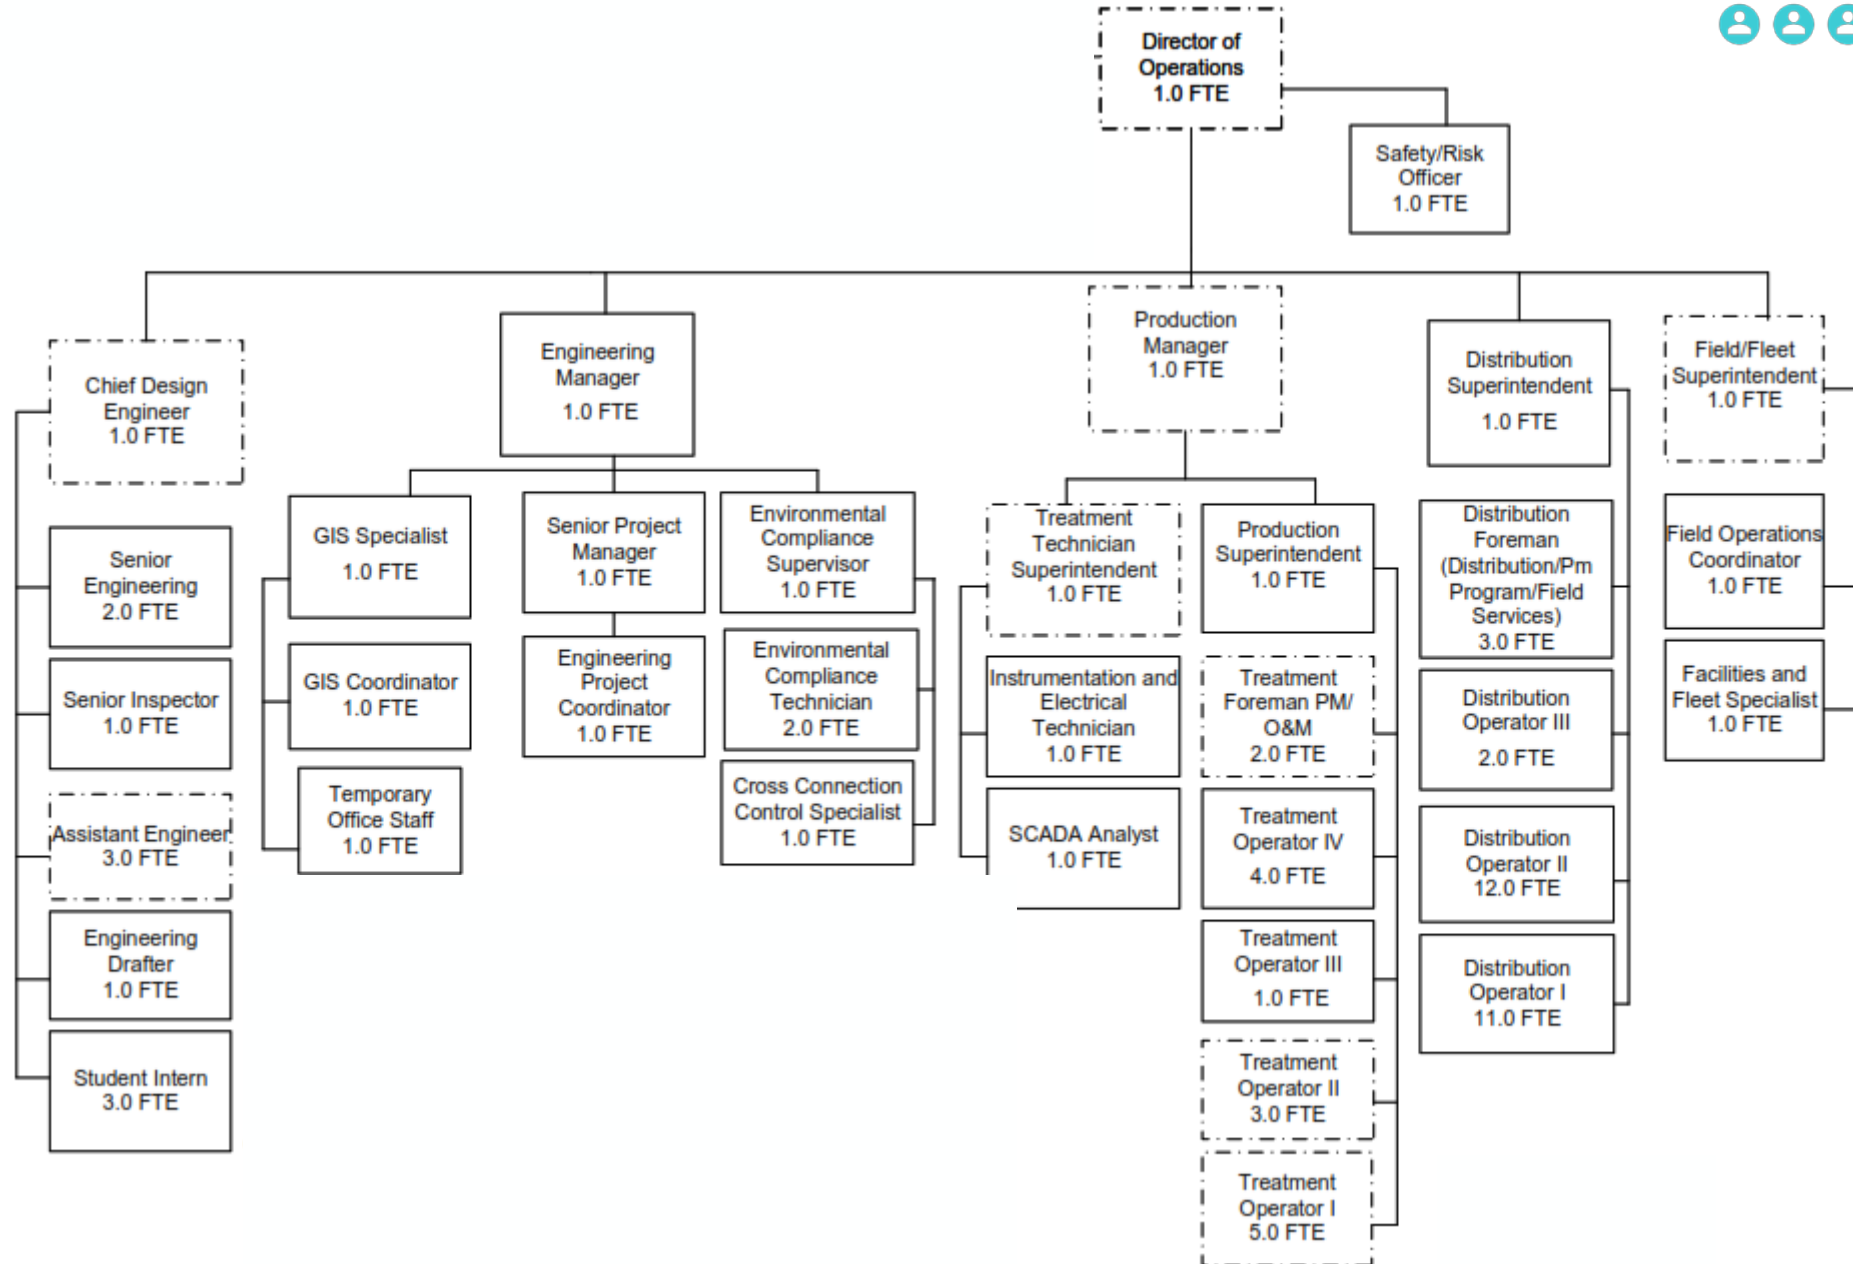 Director of
Operations
1.0 FTE
Safety/Risk
Officer
1.0 FTE
Chief Design
Engineer
1.0 FTE
Engineering
Manager
1.0 FTE
Production
Manager
1.0 FTE
Distribution
Superintendent
1.0 FTE
Field/Fleet
Superintendent
1.0 FTE
Senior
Engineering
2.0 FTE
Senior Inspector
1.0 FTE
Assistant Engineer
3.0 FTE
Engineering
Drafter
1.0 FTE
Student Intern
3.0 FTE
GIS Specialist
1.0 FTE
GIS Coordinator
1.0 FTE
Temporary
Office Staff
1.0 FTE
Senior Project
Manager
1.0 FTE
Engineering
Project
Coordinator
1.0 FTE
Environmental
Compliance
Supervisor
1.0 FTE
Environmental
Compliance
Technician
2.0 FTE
Cross Connection
Control Specialist
1.0 FTE
Treatment
Technician
Superintendent
1.0 FTE
Instrumentation and
Electrical
Technician
1.0 FTE
SCADA Analyst
1.0 FTE
Production
Superintendent
1.0 FTE
Treatment
Foreman PM/
O&M
2.0 FTE
Treatment
Operator IV
4.0 FTE
Treatment
Operator III
1.0 FTE
Treatment
Operator II
3.0 FTE
Treatment
Operator I
5.0 FTE
Distribution
Foreman
(Distribution/Pm
Program/Field
Services)
3.0 FTE
Distribution
Operator III
2.0 FTE
Distribution
Operator II
12.0 FTE
Distribution
Operator I
11.0 FTE
Field Operations
Coordinator
1.0 FTE
Facilities and
Fleet Specialist
1.0 FTE